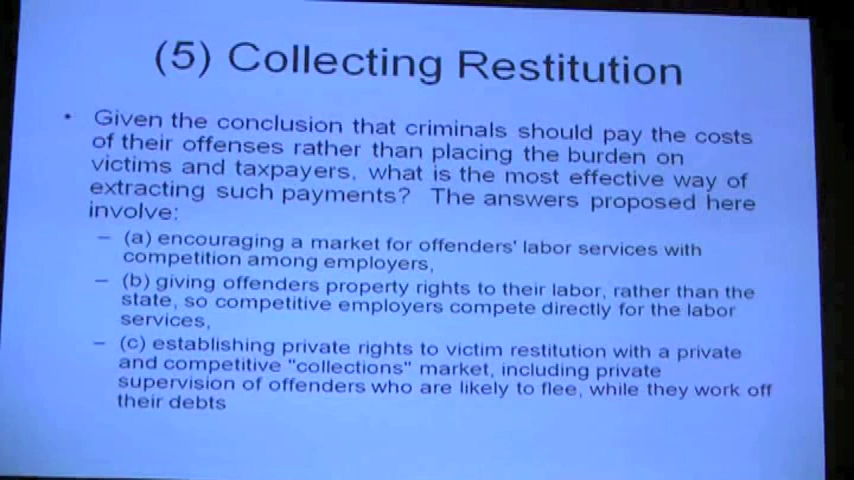 (5) Collecting Restitution
• Given the conclusion that criminals should pay the costs
of their offenses rather than placing the burden on
victims and taxpayers, what is the most effective way of
extracting such payments? The answers proposed here
involve:
– (a) encouraging a market for offenders' labor services with
competition among employers,
– (b) giving offenders property rights to their labor, rather than the
state, so competitive employers compete directly for the labor
services,
– (c) establishing private rights to victim restitution with a private
and competitive "collections" market, including private
supervision of offenders who are likely to flee, while they work off
their debts